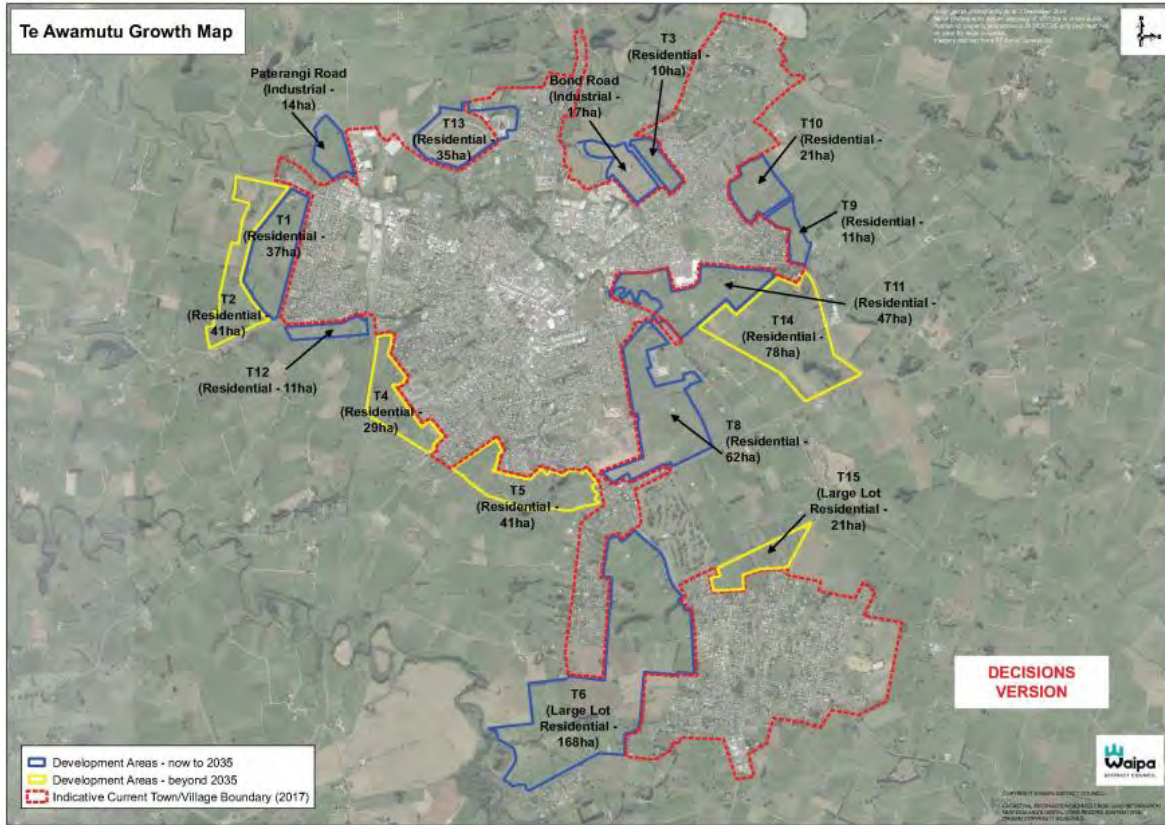 Te Awamutu Growth Map
Paterangi Road
(Industrial -
14ha)
T13
(Residential -
35ha)
Bond Road
(Industrial -
17ha)
T3
(Residential -
10ha)
T10
(Residential -
21ha)
T9
(Residential -
11ha)
T1
(Residential -
37ha)
T2
(Residential -
41ha)
T12
(Residential - 11ha)
T4
(Residential -
29ha)
T5
(Residential -
41ha)
T11
(Residential -
47ha)
T14
(Residential -
78ha)
T8
(Residential -
62ha)
T15
(Large Lot
Residential -
21ha)
T6
(Large Lot
Residential -
168ha)
DECISIONS
VERSION
Development Areas - now to 2035
Development Areas - beyond 2035
Indicative Current Town/Village Boundary (2017)
Waipa
DISTRICT COUNCIL